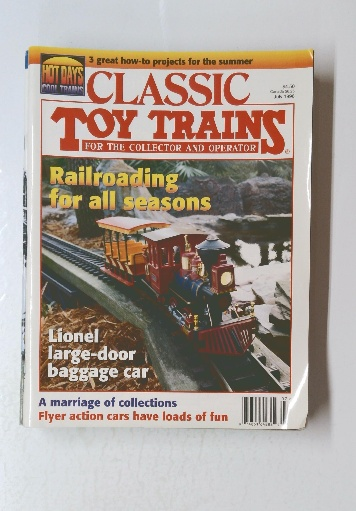 3 great how-to projects for the summer
HOT DAYS
COOL TRAINS
CLASSIC
TOY TRAINS
FOR THE COLLECTOR AND OPERATOR
Railroading
for all seasons
Lionel
large-door
baggage car
A marriage of collections
Flyer action cars have loads of fun